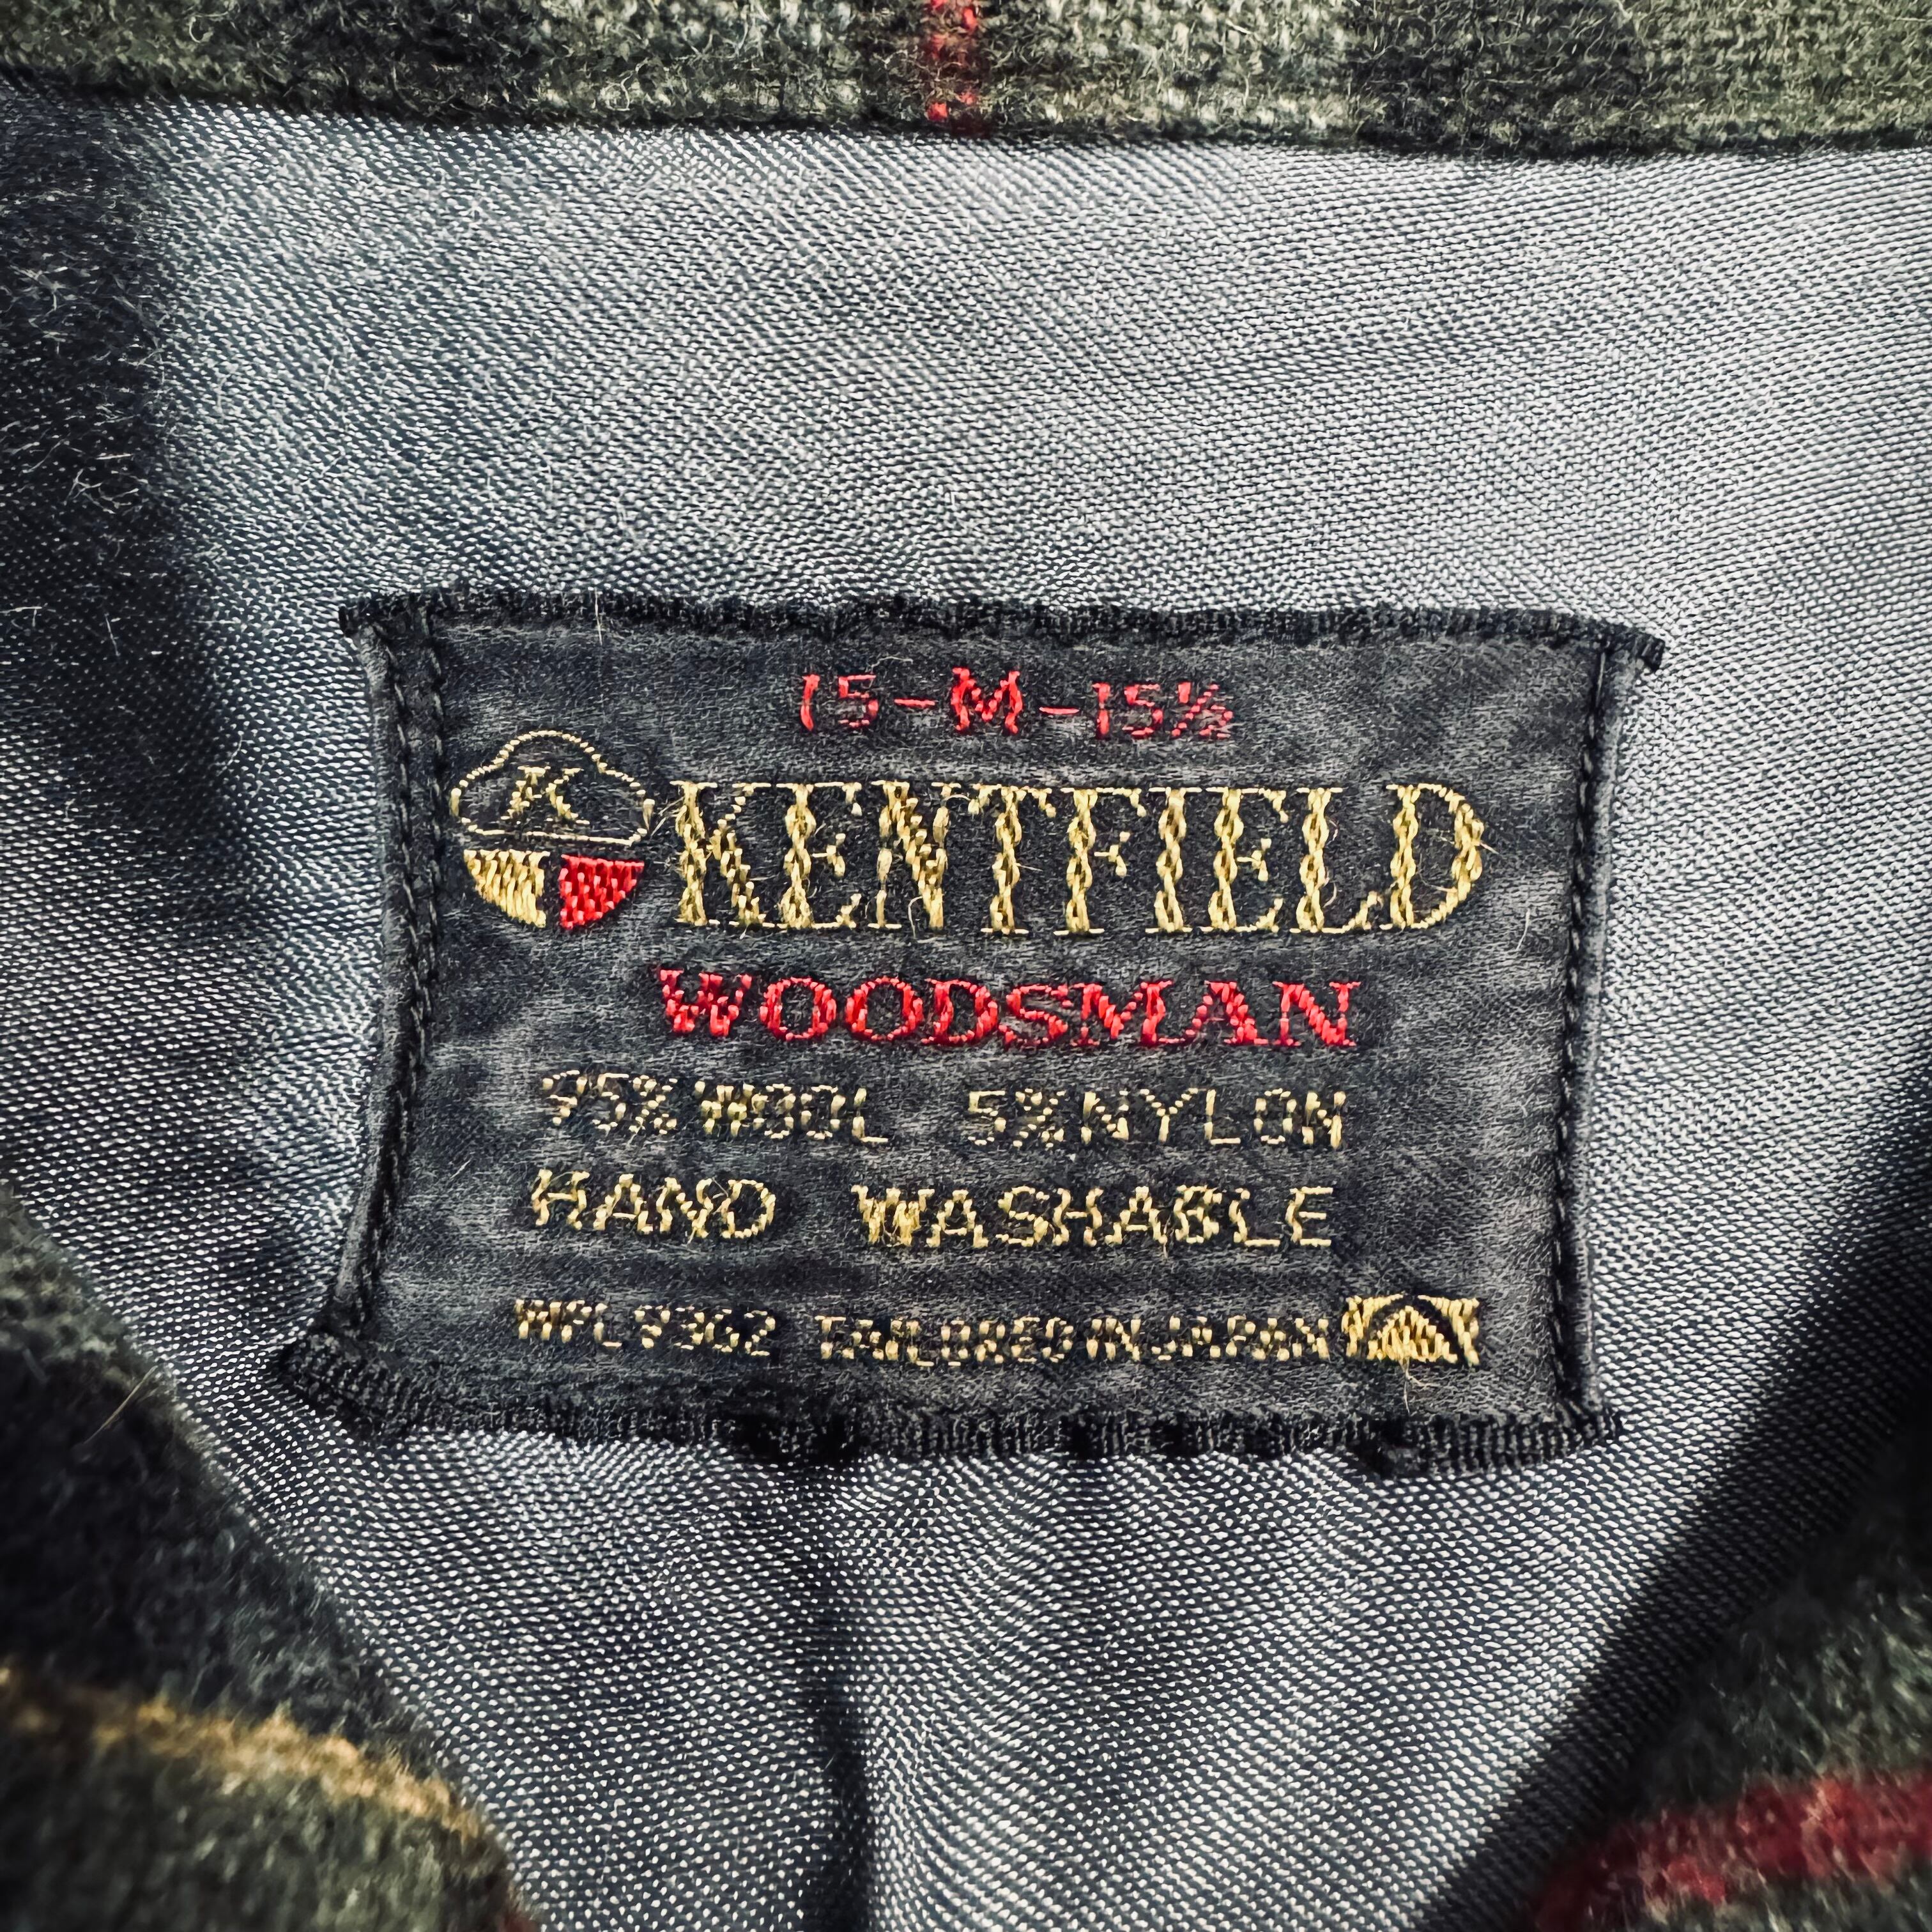 15-M-15½
K
KENTFIELD
WOODSMAN
95% WOOL 5% NYLON
HAND WASHABLE
WPL 9362 TAILORED IN JAPAN